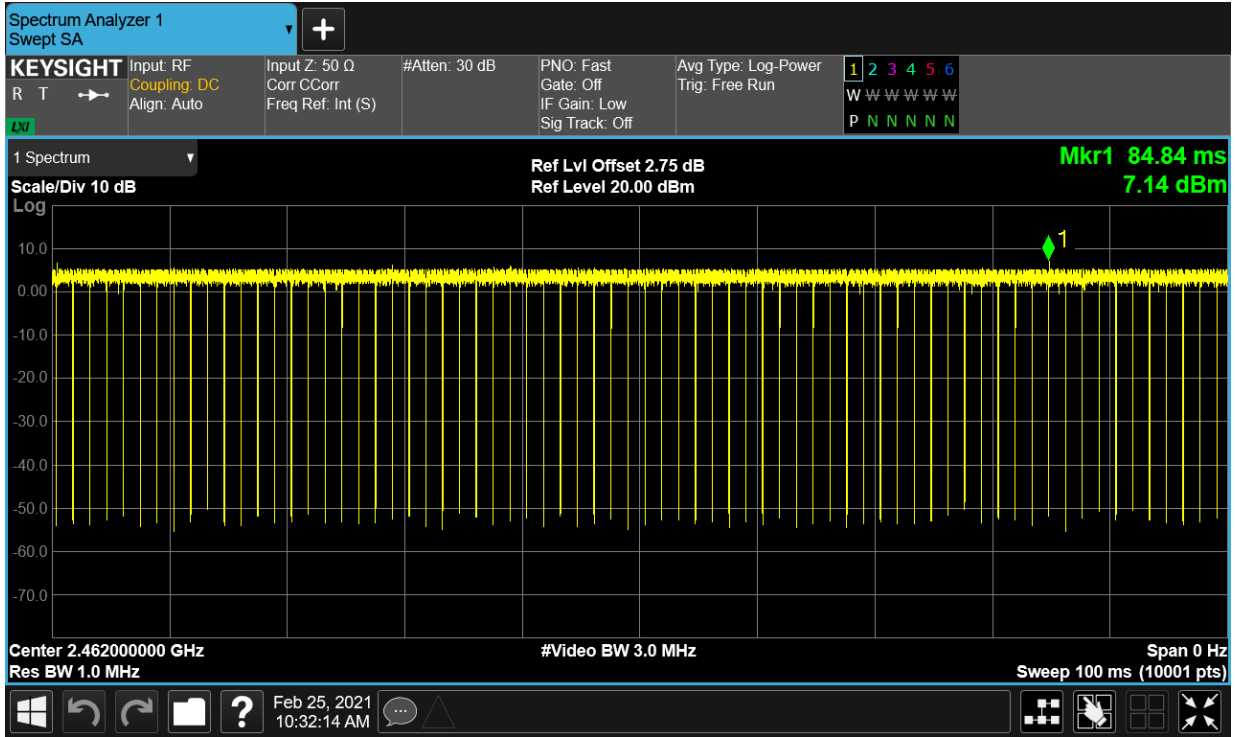 Spectrum Analyzer 1
Swept SA
▼
+
KEYSIGHT
R T
LXI
Input: RF
Coupling: DC
Align: Auto
Input Z: 50 Ω
Corr CCorr
Freq Ref: Int (S)
#Atten: 30 dB
PNO: Fast
Gate: Off
IF Gain: Low
Sig Track: Off
Avg Type: Log-Power
Trig: Free Run
1 2 3 4 5 6
W W W W W W
P N N N N N
1 Spectrum ▼
Scale/Div 10 dB
Log
Ref Lvl Offset 2.75 dB
Ref Level 20.00 dBm
Mkr1 84.84 ms
7.14 dBm
1
10.0
0.00
-10.0
-20.0
-30.0
-40.0
-50.0
-60.0
-70.0
Center 2.462000000 GHz
Res BW 1.0 MHz
#Video BW 3.0 MHz
Span 0 Hz
Sweep 100 ms (10001 pts)
?
Feb 25, 2021
10:32:14 AM